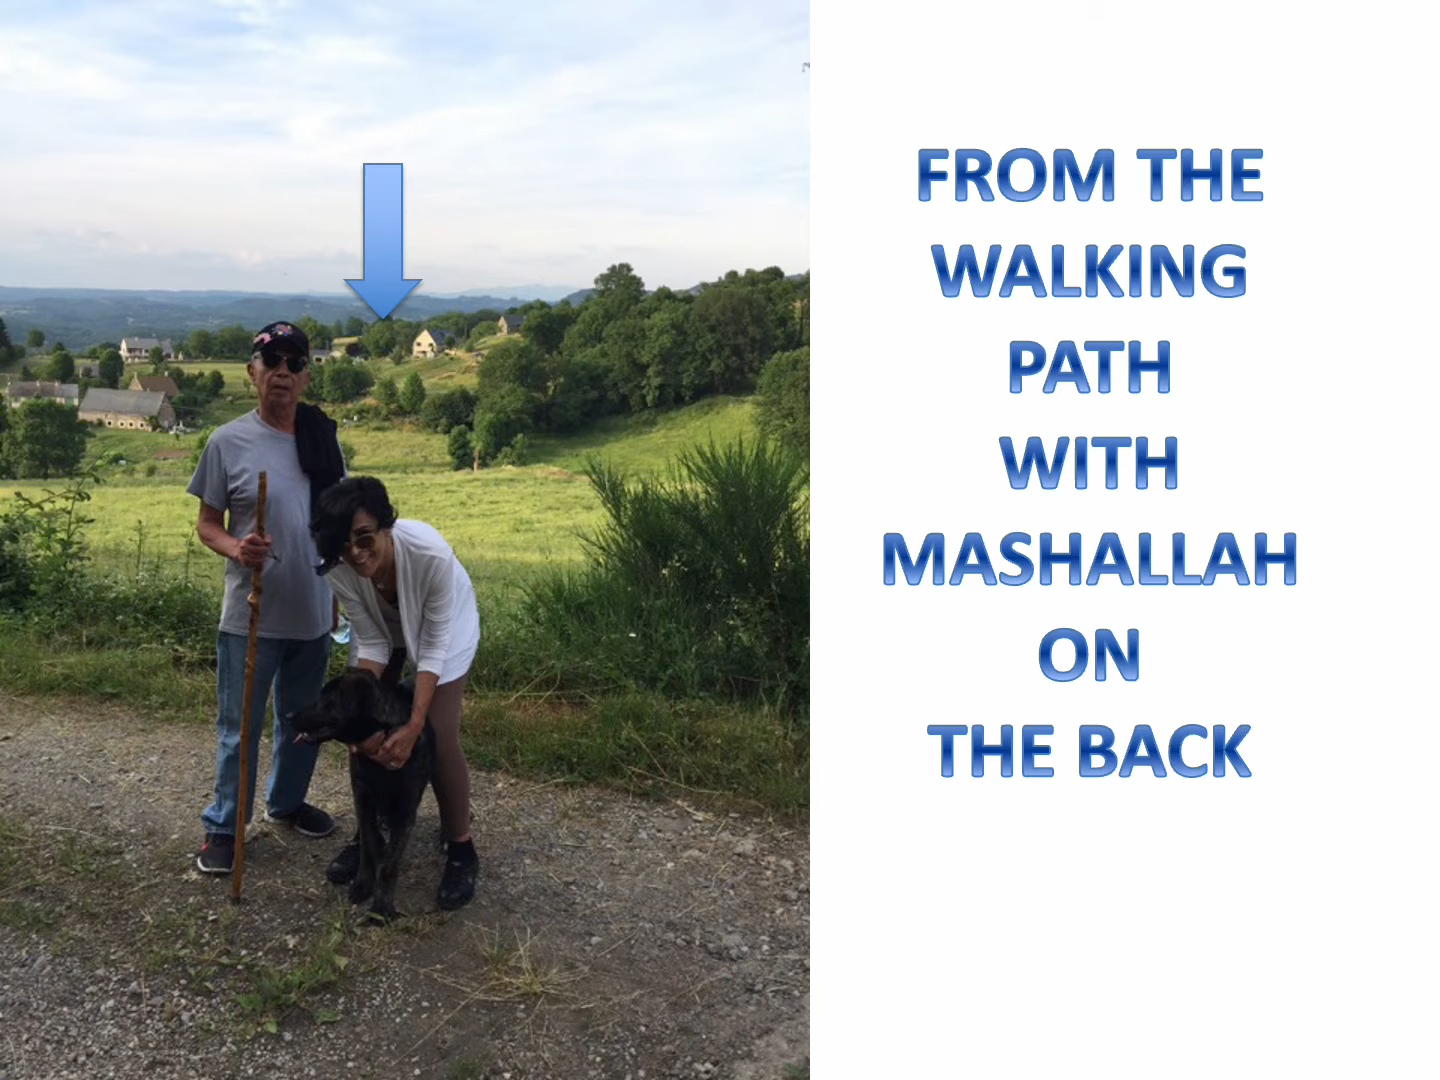 FROM THE
WALKING
PATH
WITH
MASHALLAH
ON
THE BACK